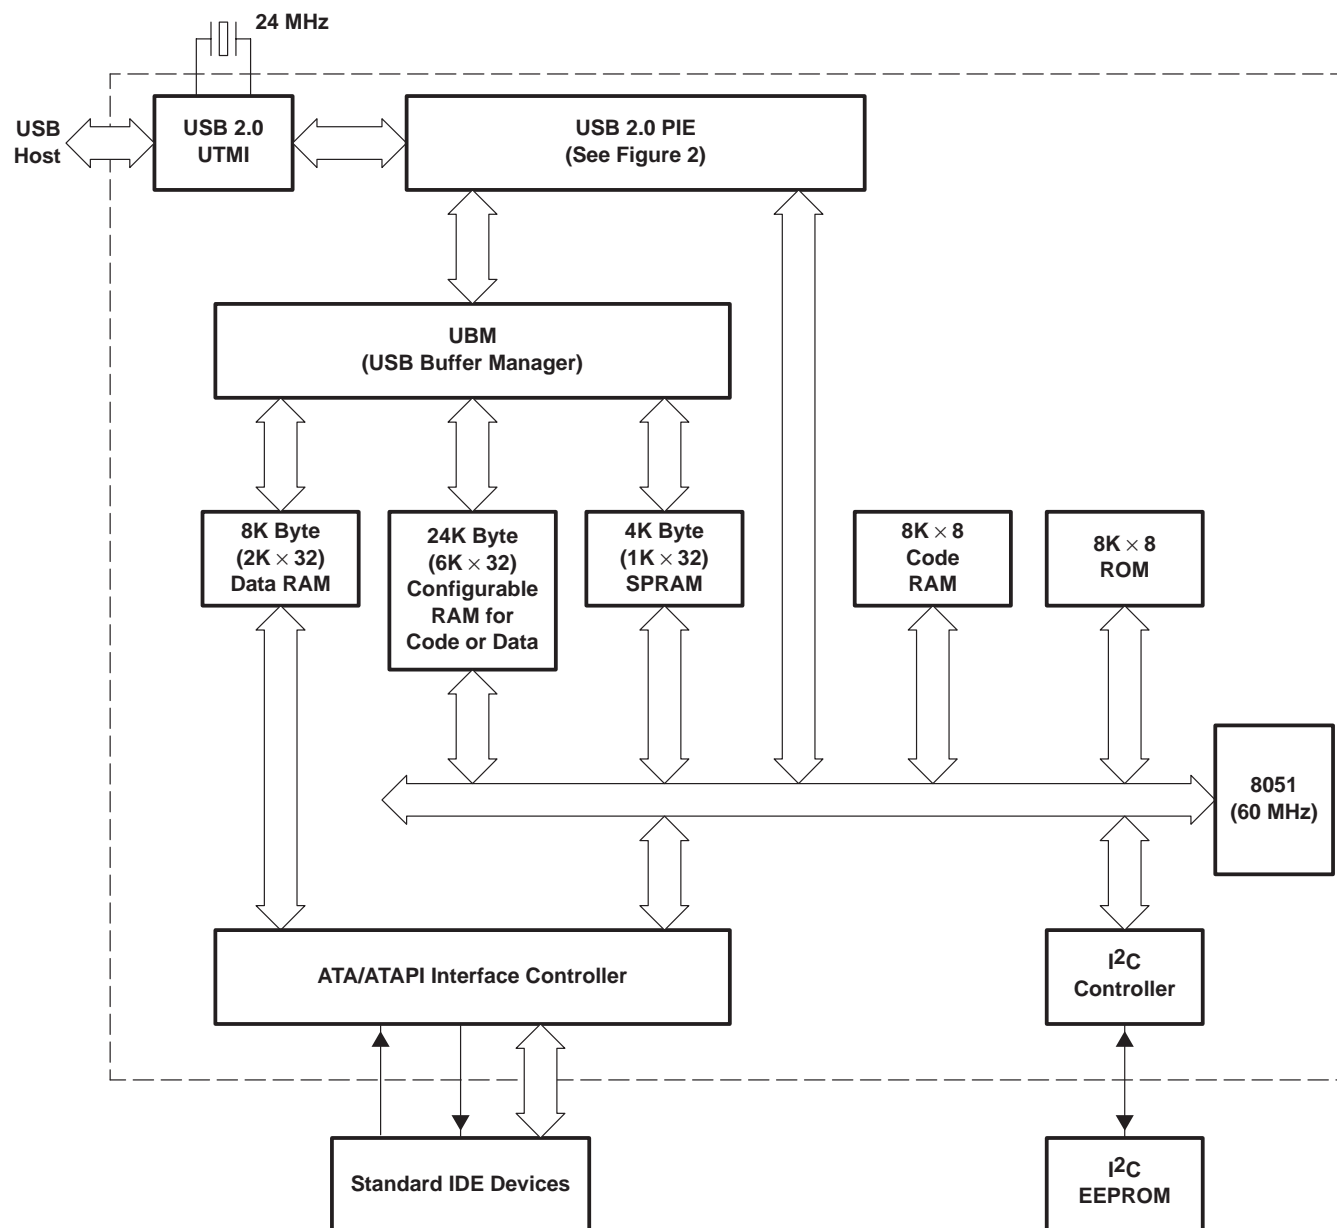 24 MHz
USB
Host
USB 2.0
UTMI
USB 2.0 PIE
(See Figure 2)
UBM
(USB Buffer Manager)
8K Byte
(2K × 32)
Data RAM
24K Byte
(6K × 32)
Configurable
RAM for
Code or Data
4K Byte
(1K × 32)
SPRAM
8K × 8
Code
RAM
8K × 8
ROM
8051
(60 MHz)
ATA/ATAPI Interface Controller
I²C
Controller
Standard IDE Devices
I²C
EEPROM